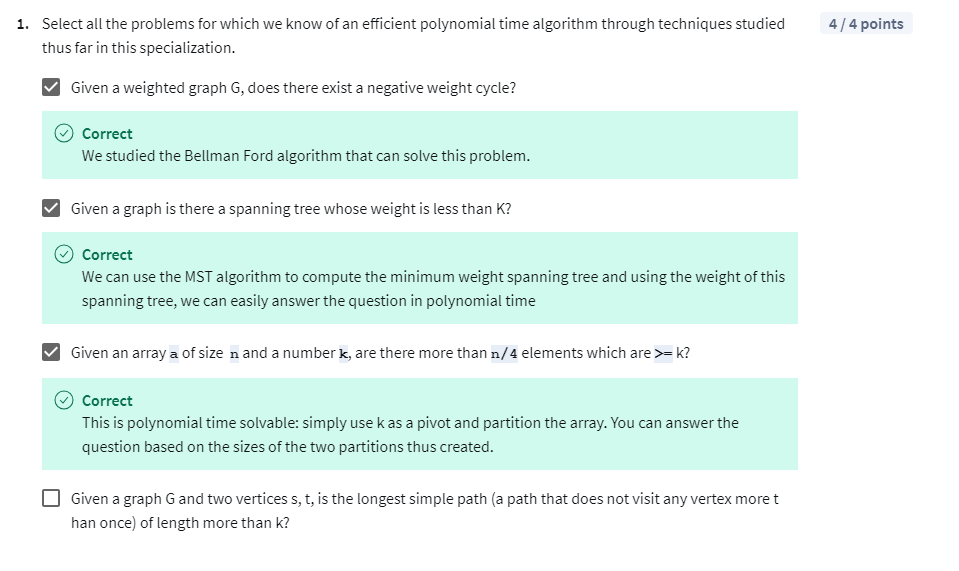 1. Select all the problems for which we know of an efficient polynomial time algorithm through techniques studied
thus far in this specialization.
4 / 4 points
Given a weighted graph G, does there exist a negative weight cycle?
Correct
We studied the Bellman Ford algorithm that can solve this problem.
Given a graph is there a spanning tree whose weight is less than K?
Correct
We can use the MST algorithm to compute the minimum weight spanning tree and using the weight of this
spanning tree, we can easily answer the question in polynomial time
Given an array a of size n and a number k, are there more than n/4 elements which are >= k?
Correct
This is polynomial time solvable: simply use k as a pivot and partition the array. You can answer the
question based on the sizes of the two partitions thus created.
Given a graph G and two vertices s, t, is the longest simple path (a path that does not visit any vertex more t
han once) of length more than k?